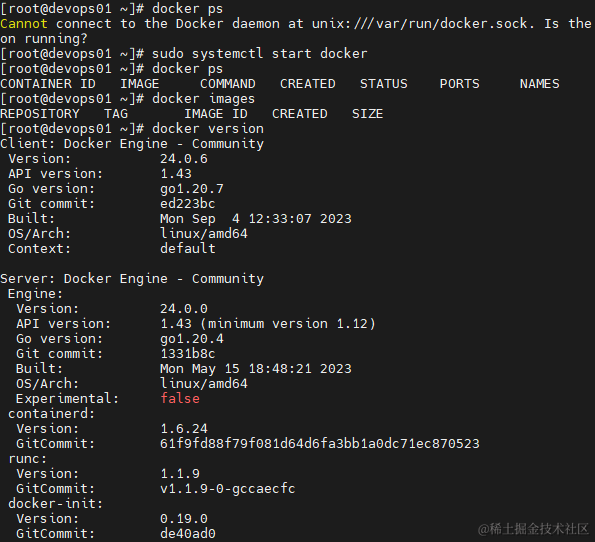 [root@devops01 ~]# docker ps
Cannot connect to the Docker daemon at unix:///var/run/docker.sock. Is the
on running?
[root@devops01 ~]# sudo systemctl start docker
[root@devops01 ~]# docker ps
CONTAINER ID   IMAGE     COMMAND   CREATED   STATUS    PORTS     NAMES
[root@devops01 ~]# docker images
REPOSITORY   TAG       IMAGE ID   CREATED   SIZE
[root@devops01 ~]# docker version
Client: Docker Engine - Community
 Version:           24.0.6
 API version:       1.43
 Go version:        go1.20.7
 Git commit:        ed223bc
 Built:             Mon Sep  4 12:33:07 2023
 OS/Arch:           linux/amd64
 Context:           default

Server: Docker Engine - Community
 Engine:
  Version:          24.0.0
  API version:      1.43 (minimum version 1.12)
  Go version:       go1.20.4
  Git commit:       1331b8c
  Built:            Mon May 15 18:48:21 2023
  OS/Arch:          linux/amd64
  Experimental:     false
 containerd:
  Version:          1.6.24
  GitCommit:        61f9fd88f79f081d64d6fa3bb1a0dc71ec870523
 runc:
  Version:          1.1.9
  GitCommit:        v1.1.9-0-gccaecfc
 docker-init:
  Version:          0.19.0
  GitCommit:        de40ad0
@稀土掘金技术社区